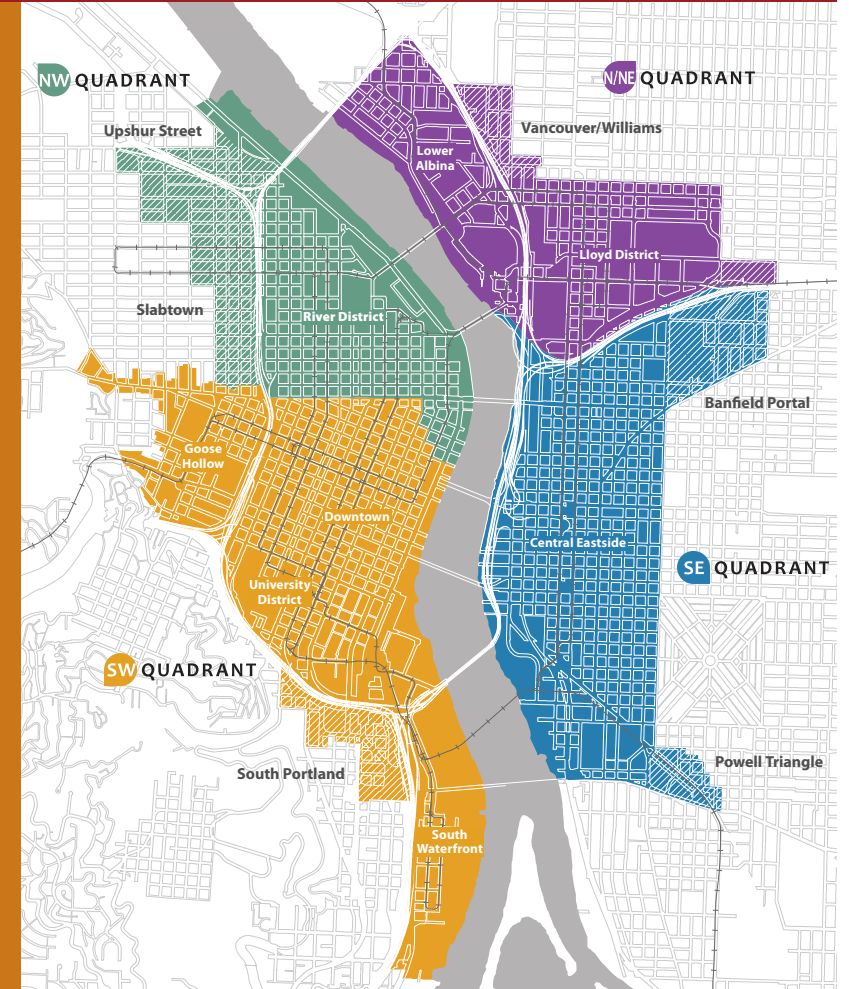 NW QUADRANT
N/NE QUADRANT
Upshur Street
Vancouver/Williams
Lower
Albina
Lloyd District
Slabtown
River District
Banfield Portal
Goose
Hollow
Downtown
Central Eastside
SE QUADRANT
University
District
SW QUADRANT
Powell Triangle
South Portland
South
Waterfront